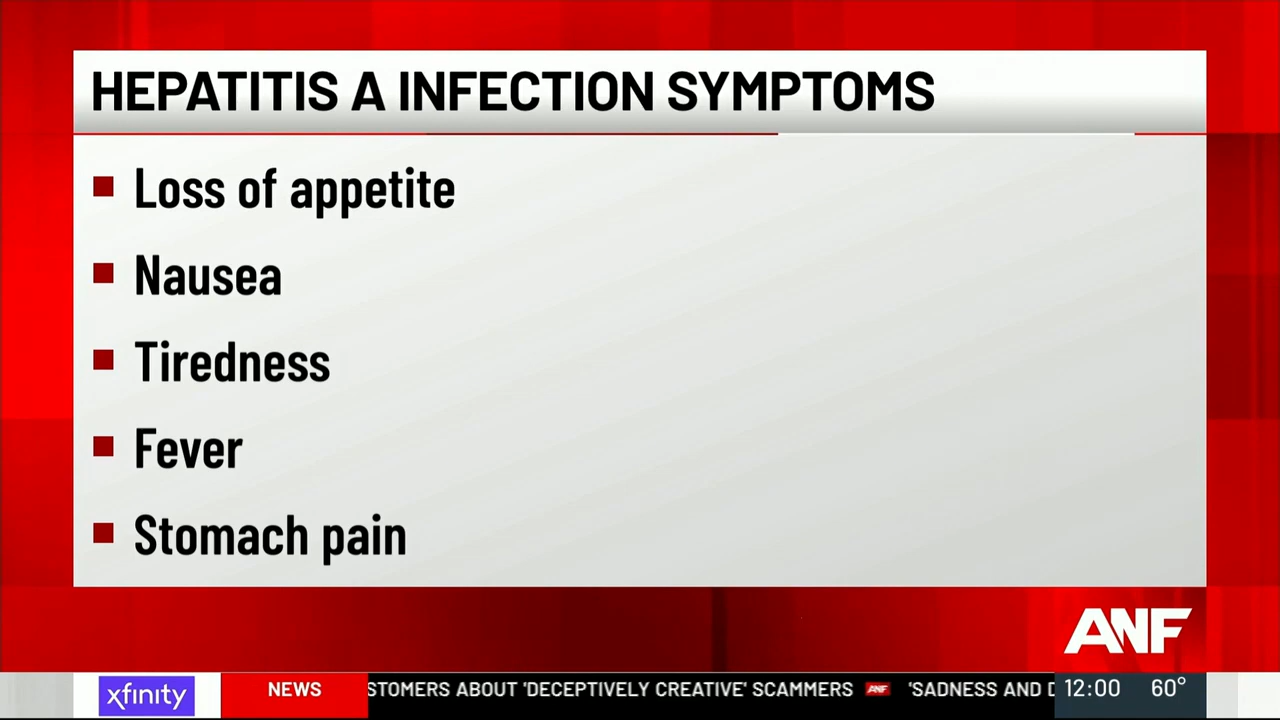 HEPATITIS A INFECTION SYMPTOMS
Loss of appetite
Nausea
Tiredness
Fever
Stomach pain
ANF
xfinity
NEWS
STOMERS ABOUT 'DECEPTIVELY CREATIVE' SCAMMERS ANF 'SADNESS AND D
12:00 60°